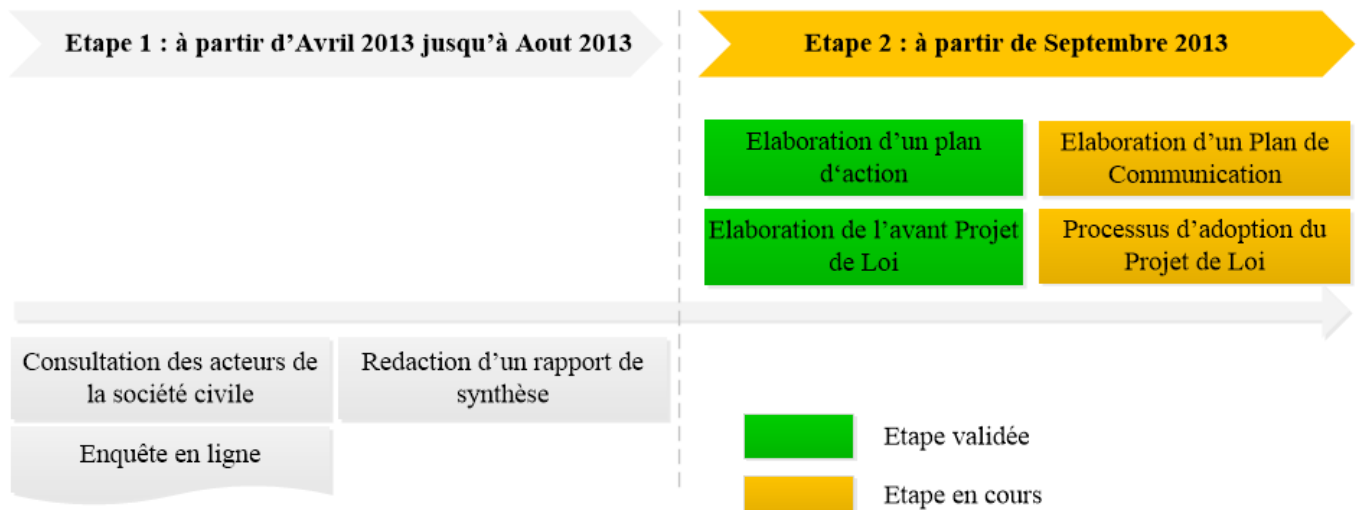 Etape 1 : à partir d’Avril 2013 jusqu’à Aout 2013
Etape 2 : à partir de Septembre 2013
Elaboration d’un plan
d‘action
Elaboration d’un Plan de
Communication
Elaboration de l’avant Projet
de Loi
Processus d’adoption du
Projet de Loi
Consultation des acteurs de
la société civile
Redaction d’un rapport de
synthèse
Enquête en ligne
Etape validée
Etape en cours